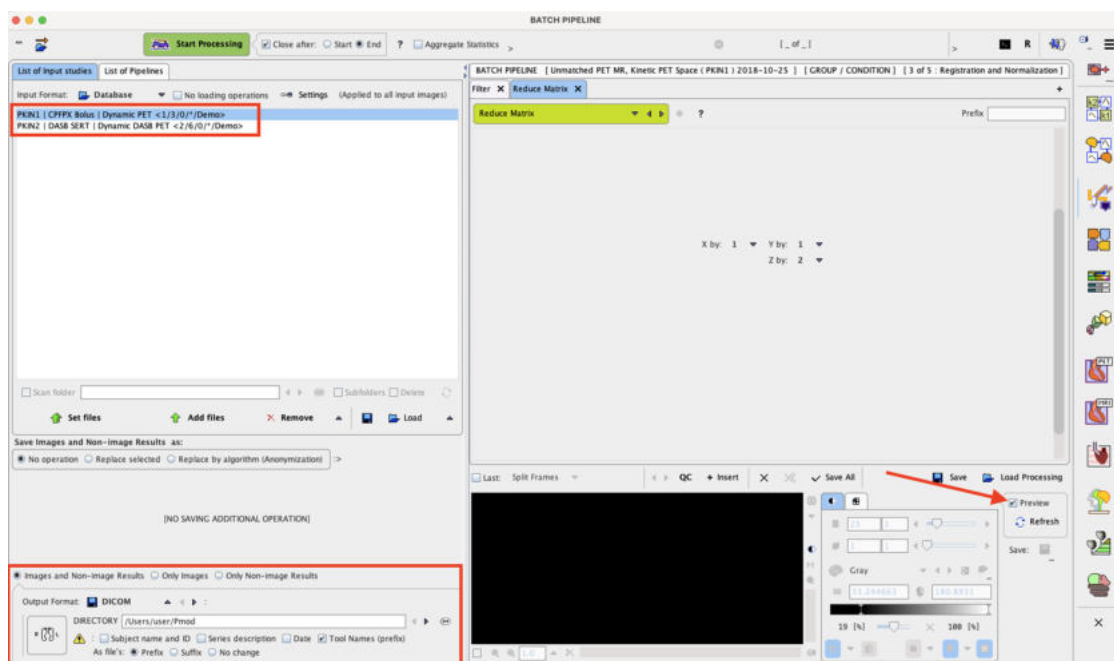 BATCH PIPELINE
Start Processing Close after: Start End ? Aggregate Statistics [ _ of _ ] R
List of input studies List of Pipelines
Input Format: Database No loading operations Settings (Applied to all input images)
PKIN1 | CPFPX Bolus | Dynamic PET <1/3/0/*/Demo>
PKIN2 | DASB SERT | Dynamic DASB PET <2/6/0/*/Demo>
Scan folder Subfolders Delete
Set files Add files Remove Load
Save Images and Non-image Results as:
No operation Replace selected Replace by algorithm (Anonymization) :>
[NO SAVING ADDITIONAL OPERATION]
Images and Non-image Results Only Images Only Non-image Results
Output Format: DICOM :
DIRECTORY /Users/user/Pmod
: Subject name and ID Series description Date Tool Names (prefix)
As file's: Prefix Suffix No change
BATCH PIPELINE [ Unmatched PET MR, Kinetic PET Space ( PKIN1 ) 2018-10-25 ] [ GROUP / CONDITION ] [ 3 of 5 : Registration and Normalization ]
Filter X Reduce Matrix X +
Reduce Matrix ? Prefix
X by: 1 Y by: 1
Z by: 2
Last: Split Frames QC + Insert Save All Save Load Processing
Preview
Refresh
Save:
Gray
19 [%] 100 [%]
1.0
PET